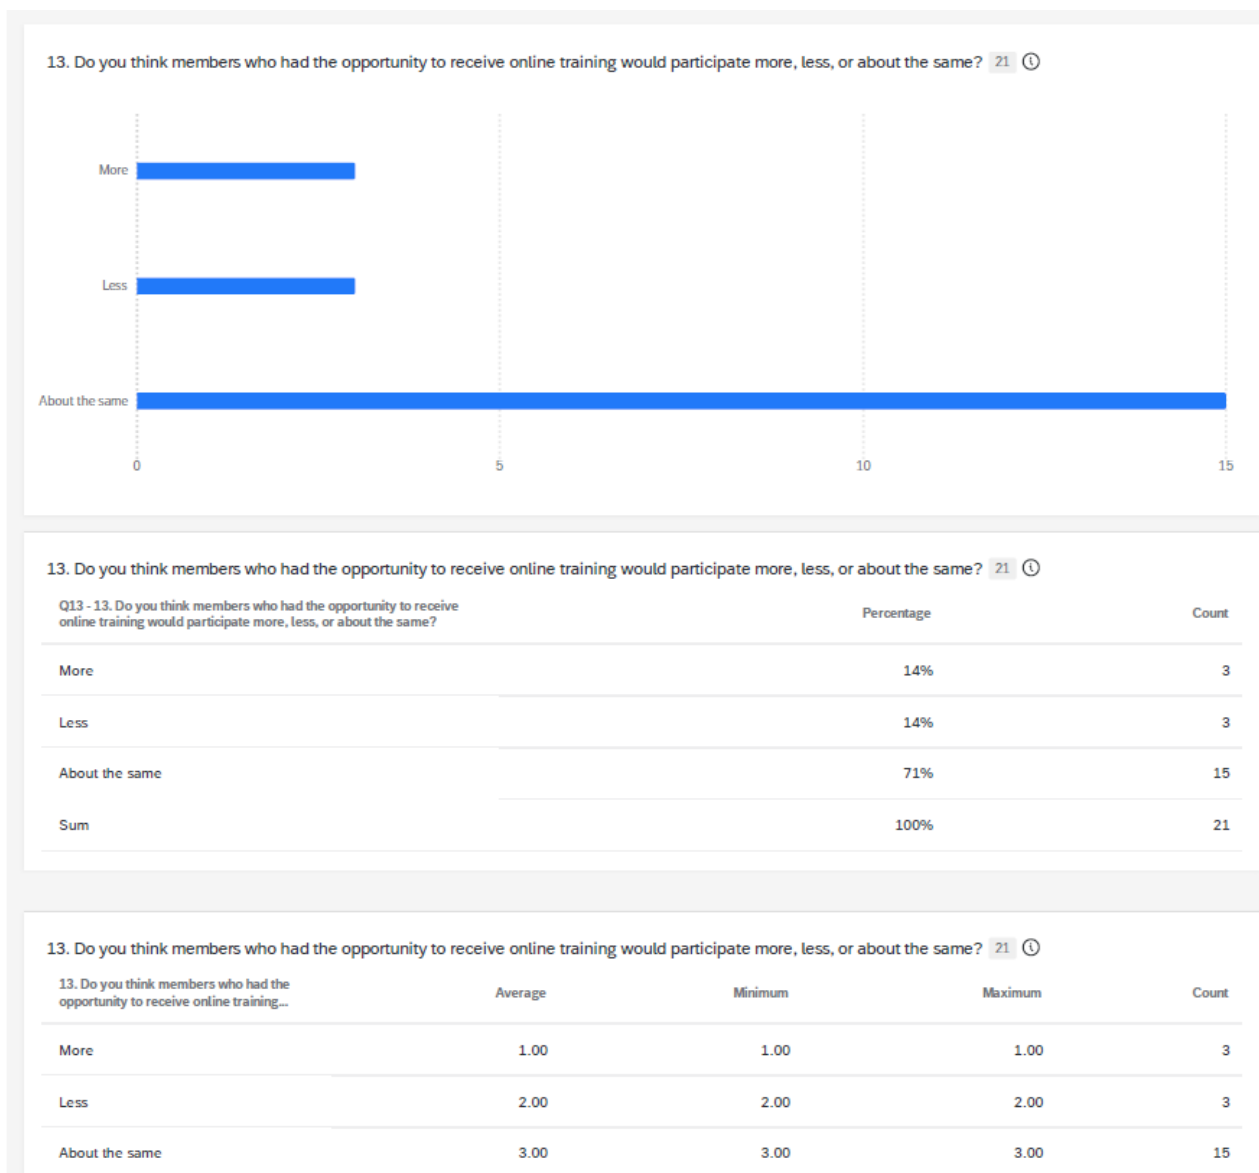 13. Do you think members who had the opportunity to receive online training would participate more, less, or about the same? 21
More
Less
About the same
0 5 10 15
13. Do you think members who had the opportunity to receive online training would participate more, less, or about the same? 21
Q13 - 13. Do you think members who had the opportunity to receive
online training would participate more, less, or about the same?
Percentage Count
More 14% 3
Less 14% 3
About the same 71% 15
Sum 100% 21
13. Do you think members who had the opportunity to receive online training would participate more, less, or about the same? 21
13. Do you think members who had the
opportunity to receive online training...
Average Minimum Maximum Count
More 1.00 1.00 1.00 3
Less 2.00 2.00 2.00 3
About the same 3.00 3.00 3.00 15